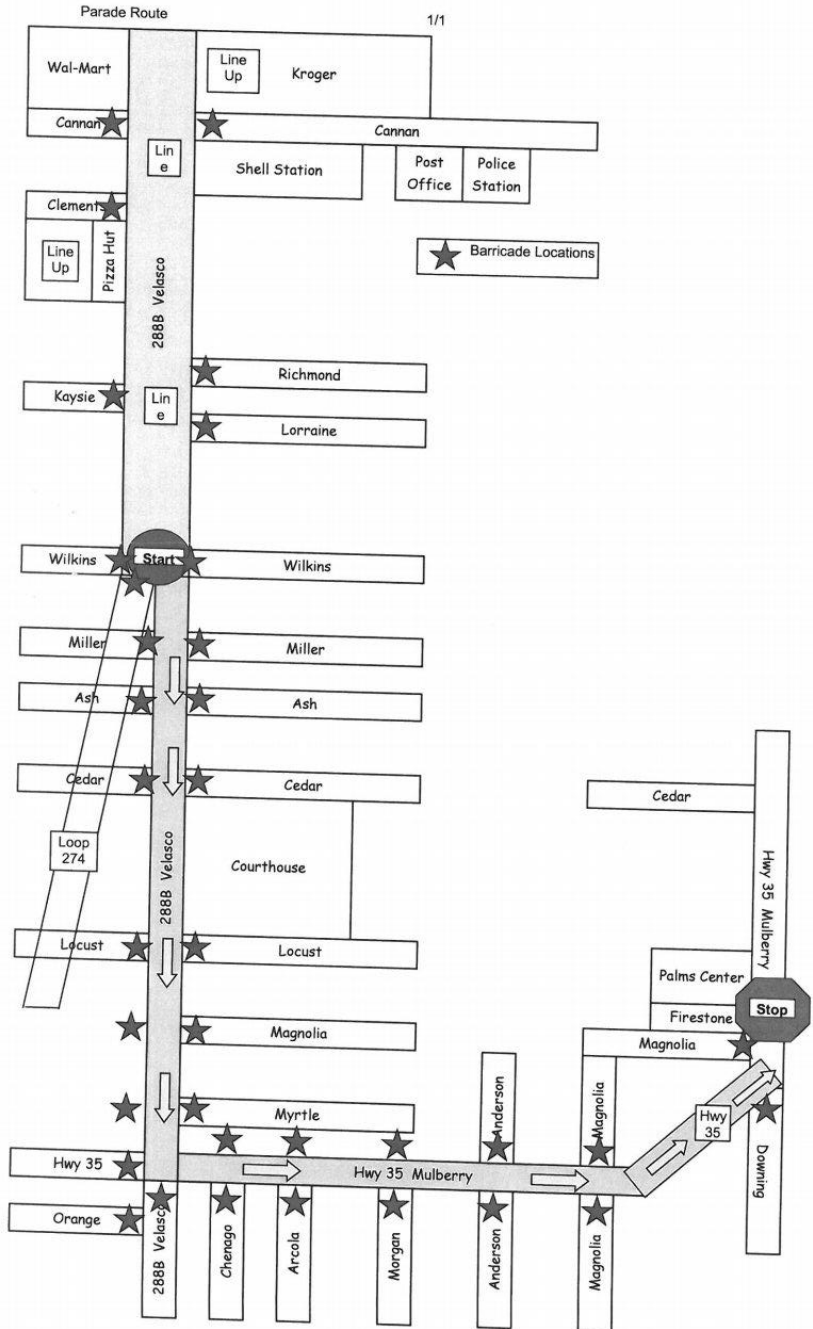 Parade Route
1/1
Wal-Mart
Line
Up
Kroger
Cannan
Cannan
Lin
e
Shell Station
Post
Office
Police
Station
Clements
Line
Up
Pizza Hut
288B Velasco
Barricade Locations
Richmond
Kaysie
Lin
e
Lorraine
Wilkins
Start
Wilkins
Miller
Miller
Ash
Ash
Cedar
Cedar
Cedar
Loop
274
288B Velasco
Courthouse
Hwy 35 Mulberry
Locust
Locust
Palms Center
Firestone
Stop
Magnolia
Magnolia
Myrtle
Anderson
Magnolia
Hwy
35
Downing
Hwy 35
Hwy 35 Mulberry
Orange
288B Velasco
Chenago
Arcola
Morgan
Anderson
Magnolia